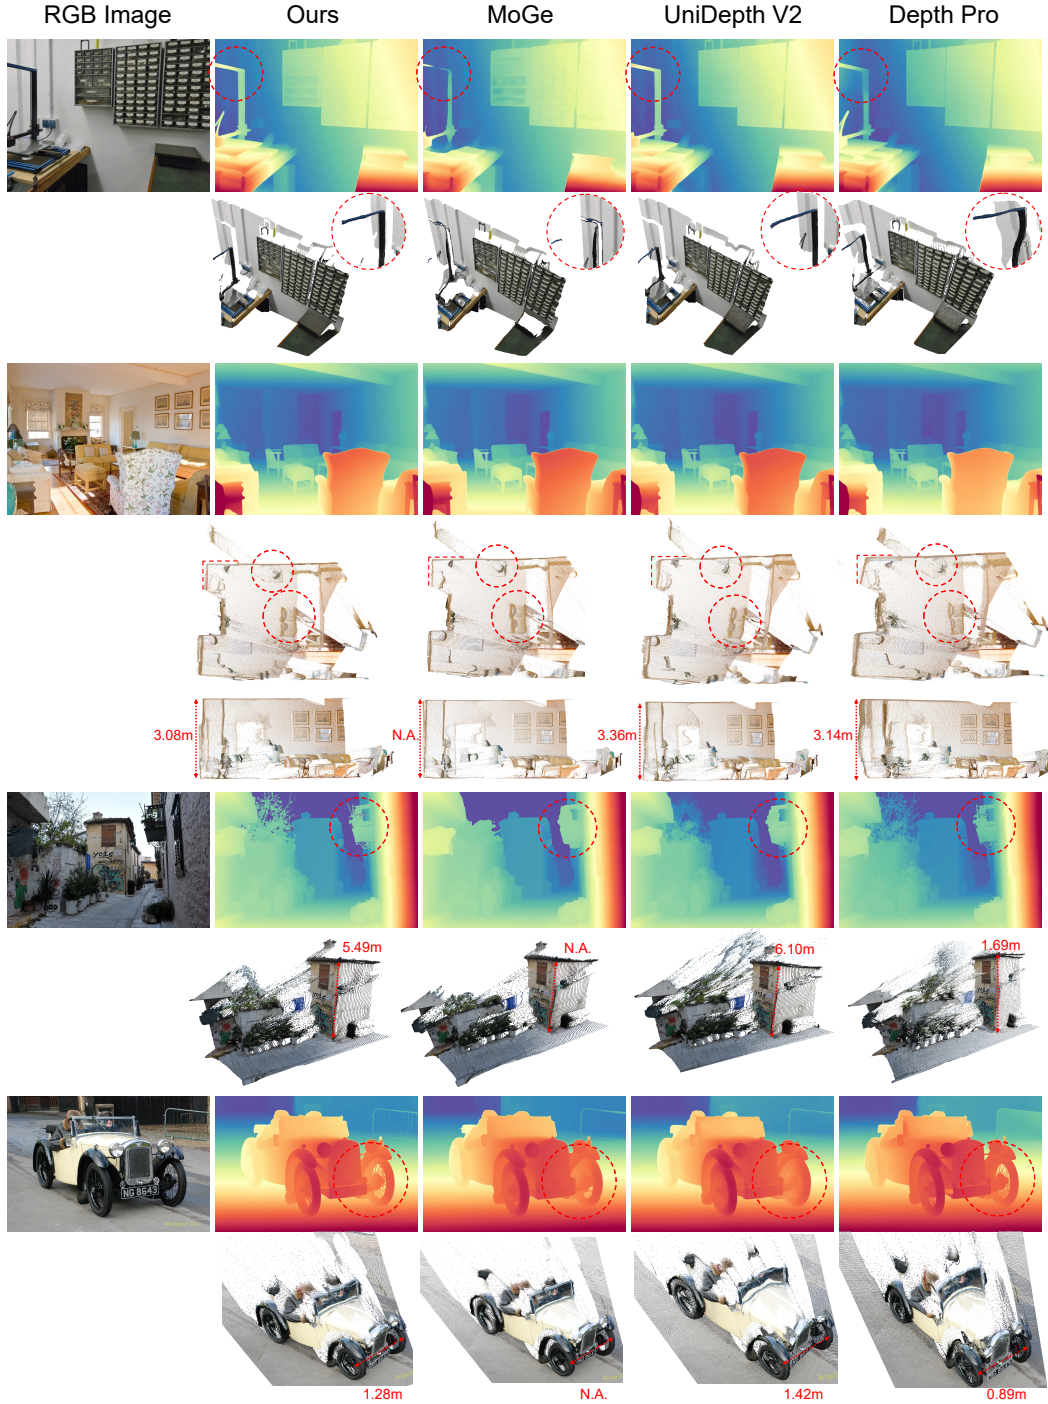 RGB Image Ours MoGe UniDepth V2 Depth Pro
3.08m N.A. 3.36m 3.14m
5.49m N.A. 6.10m 1.69m
NG 8643
1.28m N.A. 1.42m 0.89m